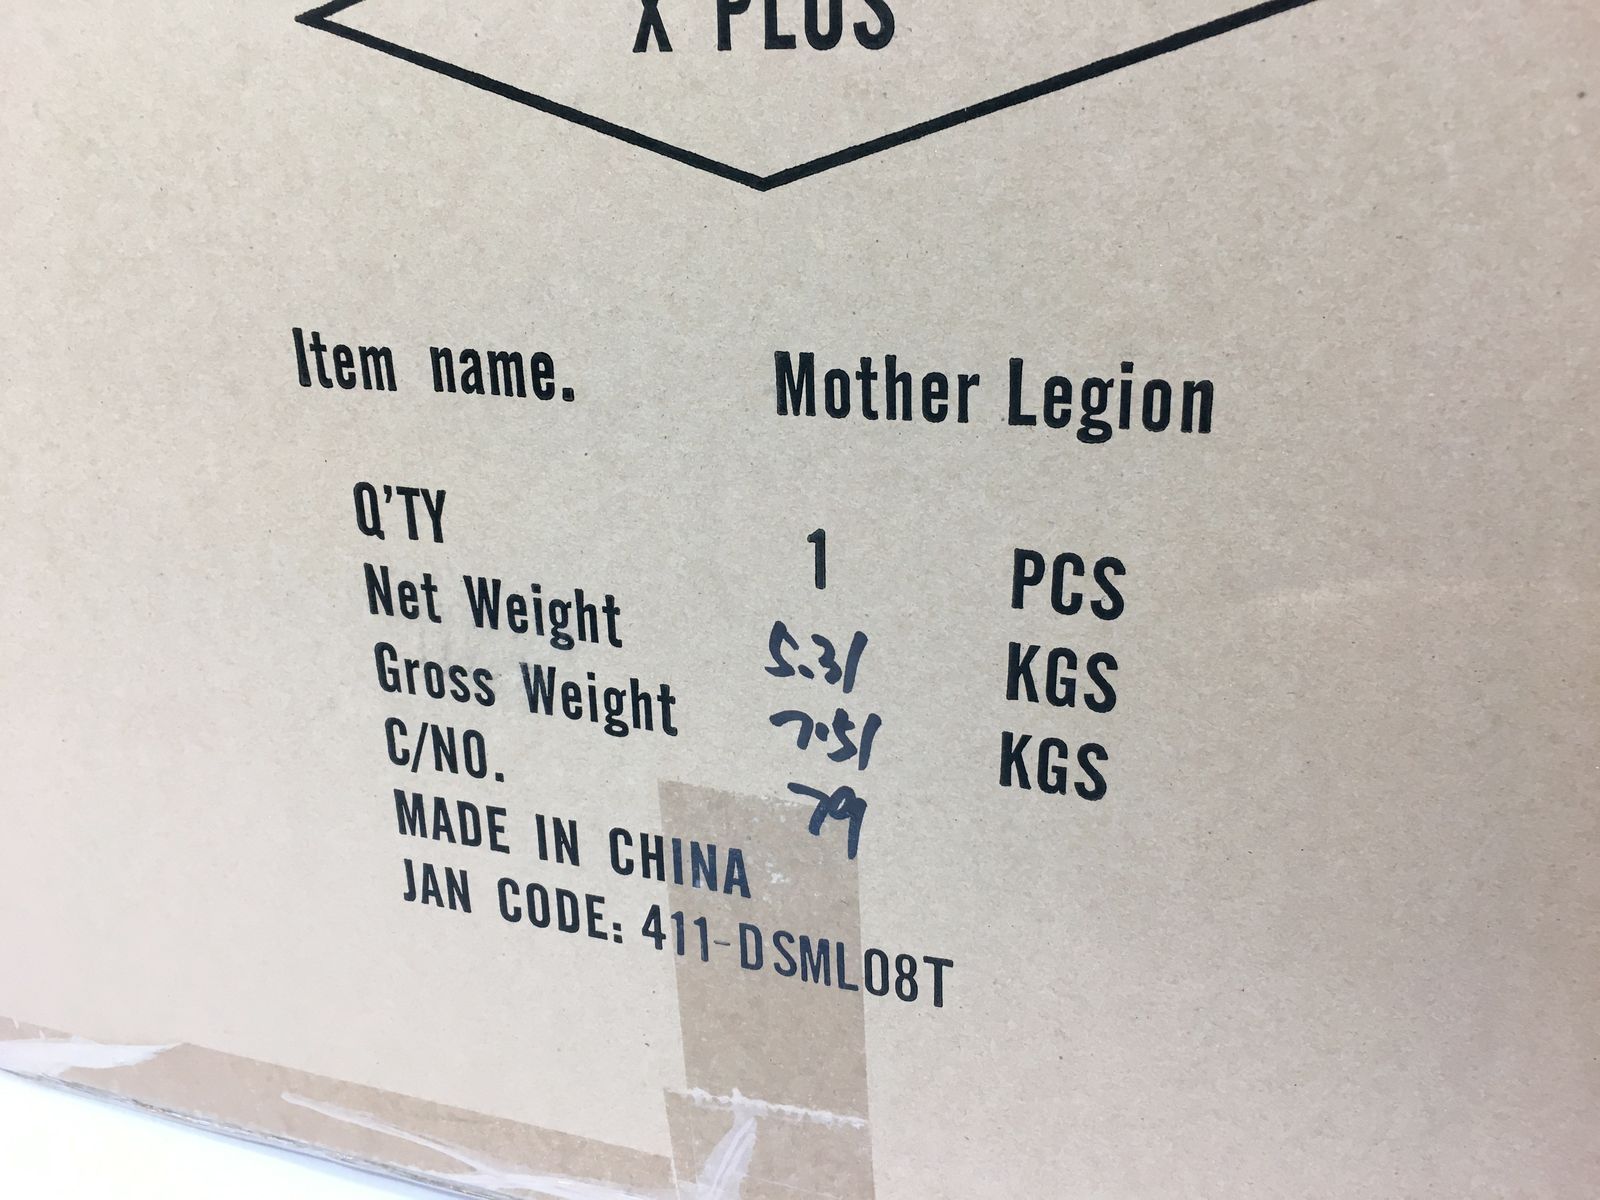 X PLUS
Item name. Mother Legion
Q'TY 1 PCS
Net Weight 5.31 KGS
Gross Weight 7.51 KGS
C/NO. 79
MADE IN CHINA
JAN CODE: 411-DSML08T